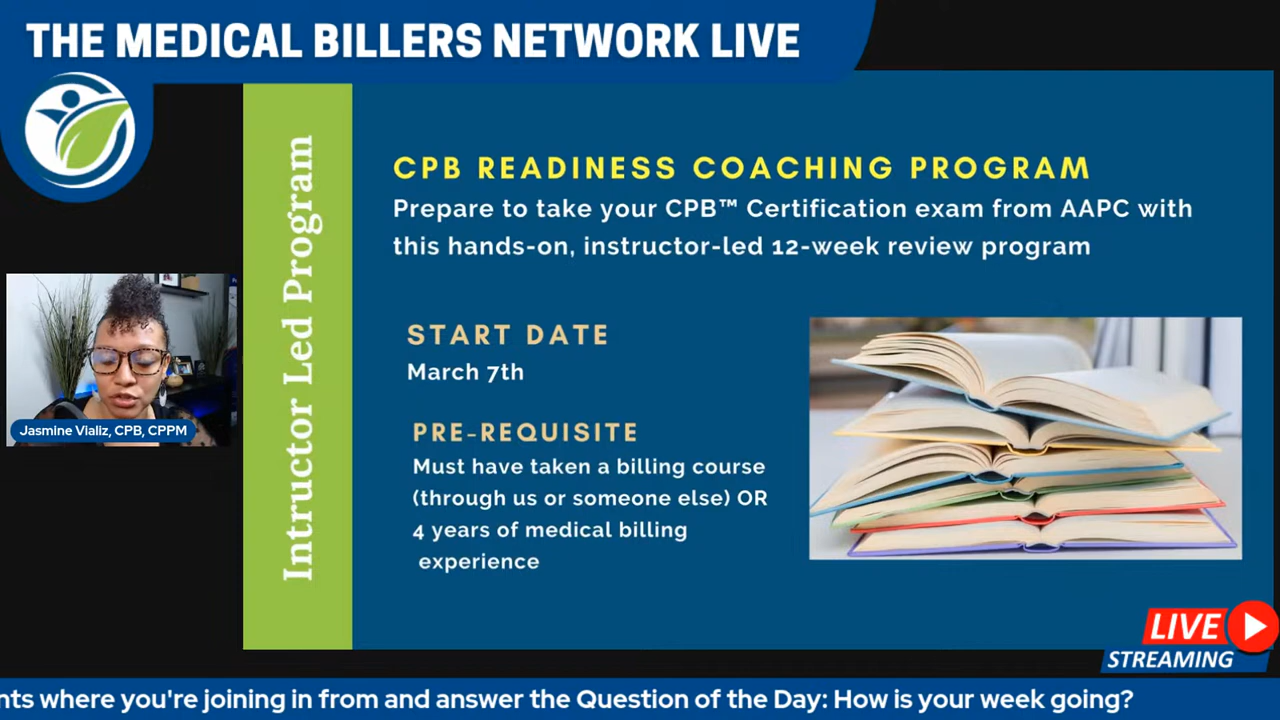 THE MEDICAL BILLERS NETWORK LIVE
Intructor Led Program
CPB READINESS COACHING PROGRAM
Prepare to take your CPB™ Certification exam from AAPC with
this hands-on, instructor-led 12-week review program
START DATE
March 7th
PRE-REQUISITE
Must have taken a billing course
(through us or someone else) OR
4 years of medical billing
experience
Jasmine Vializ, CPB, CPPM
LIVE
STREAMING
nts where you're joining in from and answer the Question of the Day: How is your week going?